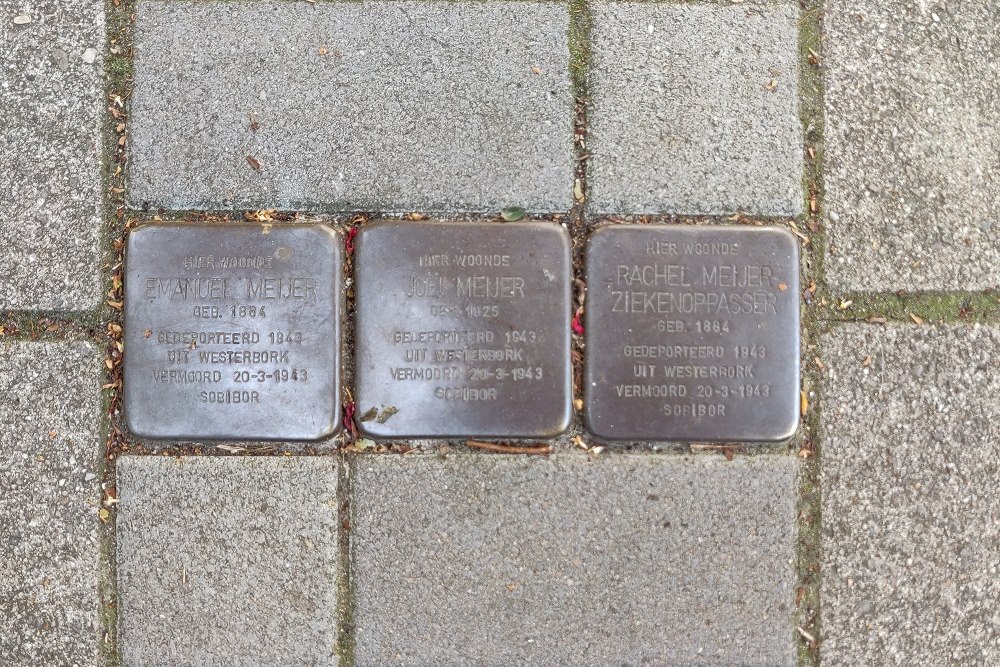 HIER WOONDE
EMANUEL MEIJER
GEB. 1884
GEDEPORTEERD 1943
UIT WESTERBORK
VERMOORD 20-3-1943
SOBIBOR
HIER WOONDE
JOËL MEIJER
GEB.
GEDEPORTEERD 1943
UIT WESTERBORK
VERMOORD 20-3-1943
SOBIBOR
HIER WOONDE
RACHEL MEIJER
ZIEKENOPPASSER
GEB. 1884
GEDEPORTEERD 1943
UIT WESTERBORK
VERMOORD 20-3-1943
SOBIBOR